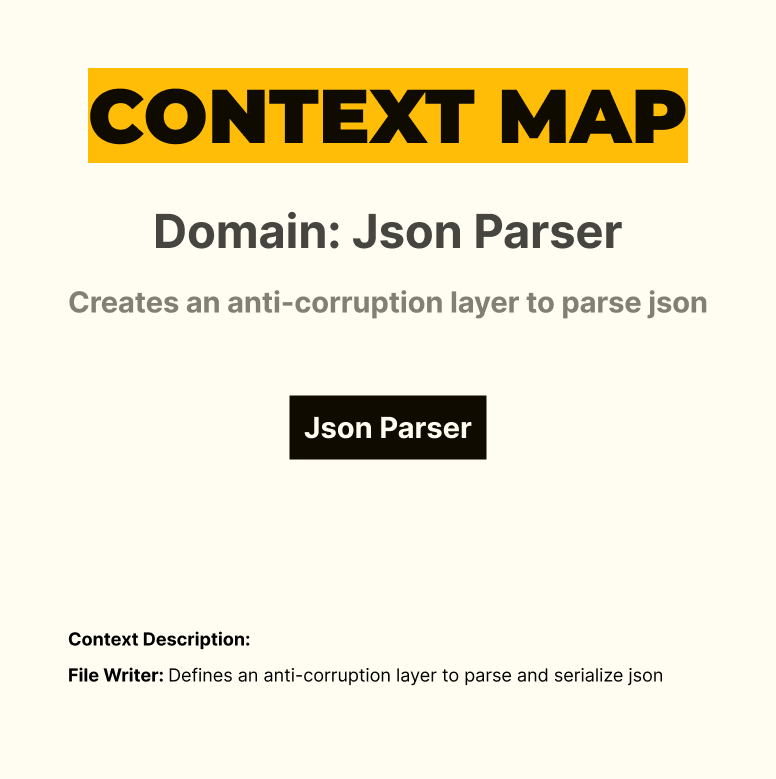 CONTEXT MAP
Domain: Json Parser
Creates an anti-corruption layer to parse json
Json Parser
Context Description:
File Writer: Defines an anti-corruption layer to parse and serialize json